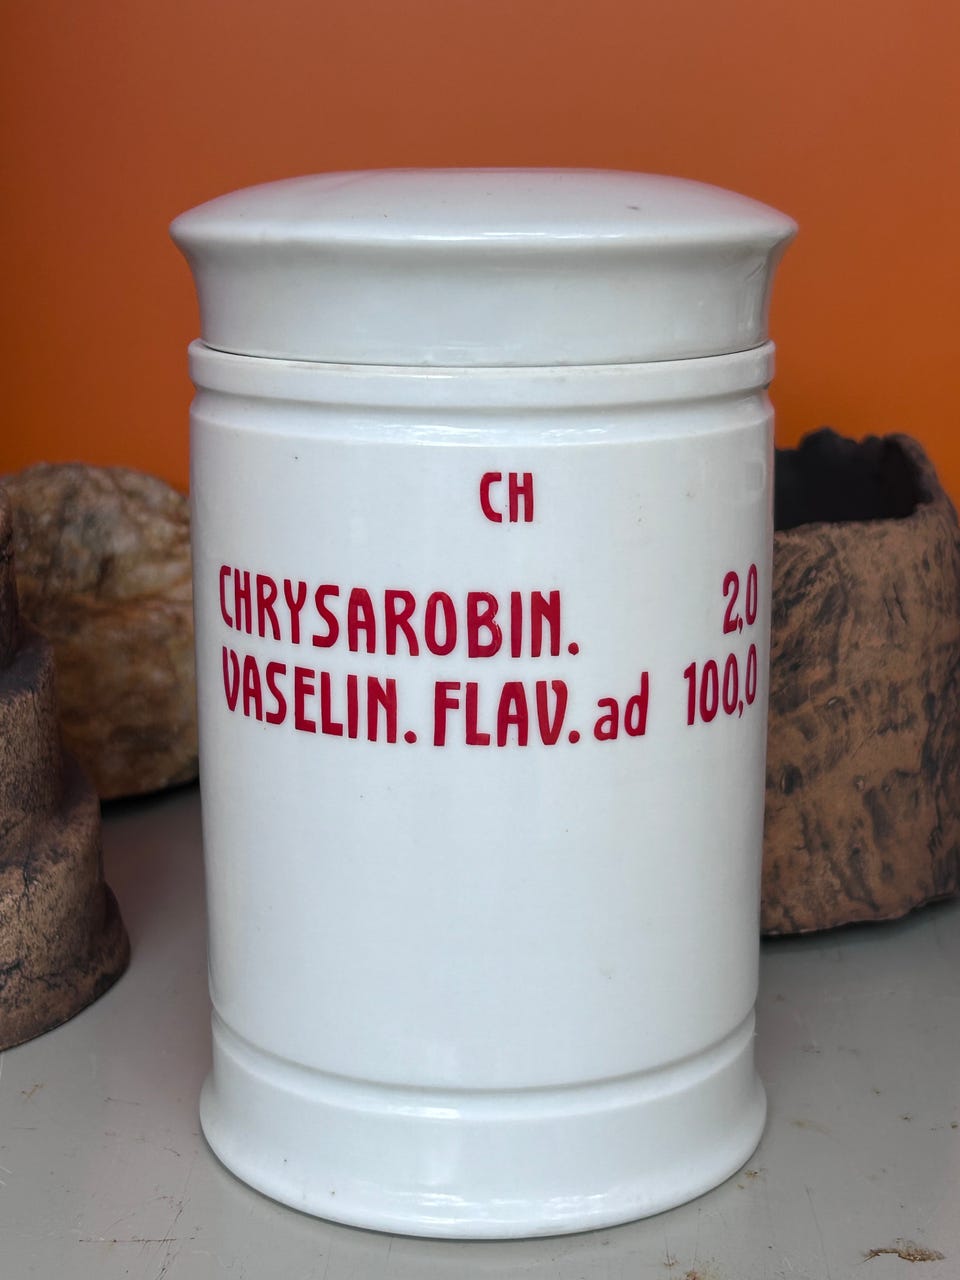 CH
CHRYSAROBIN. 2,0
VASELIN. FLAV. ad 100,0